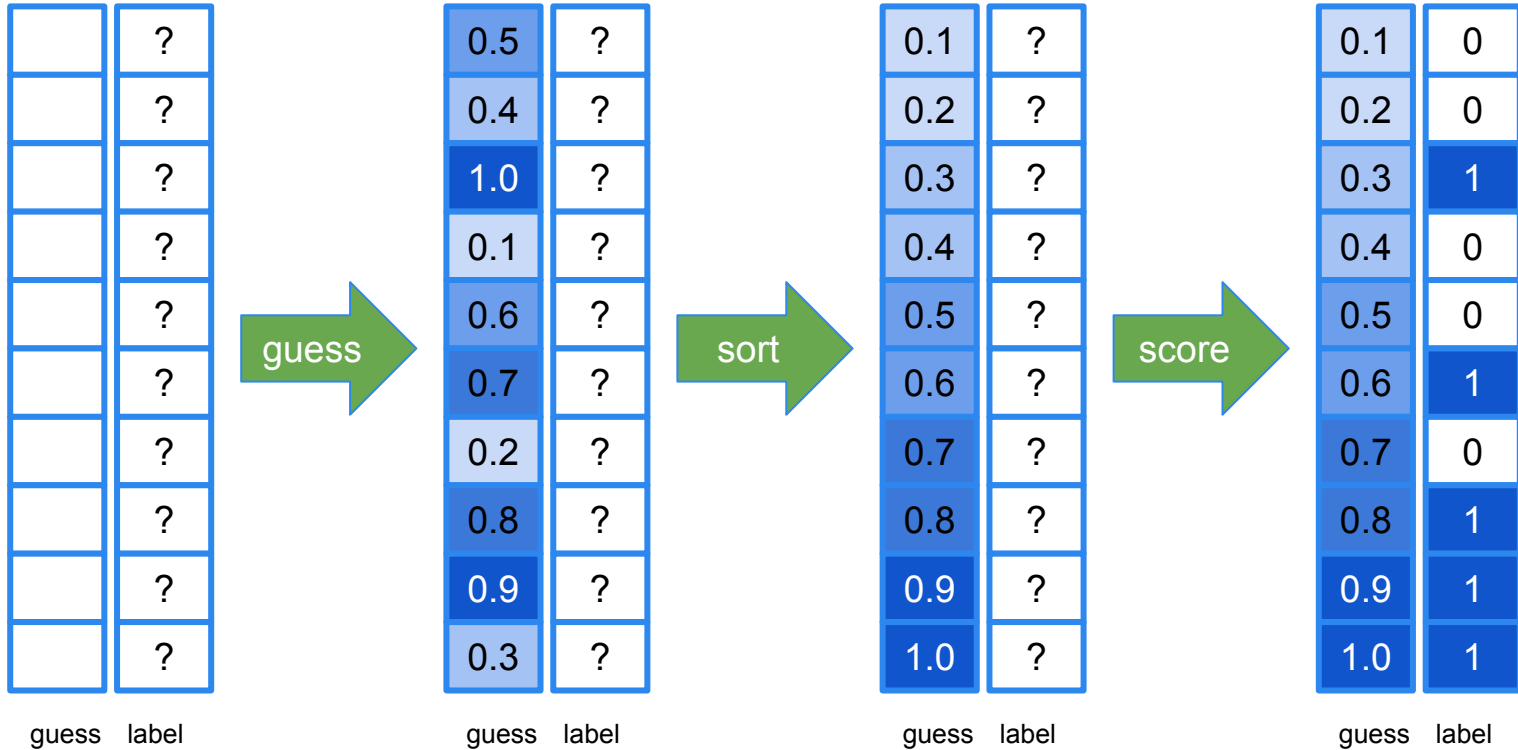 ? 0.5 ? 0.1 ? 0.1 0
? 0.4 ? 0.2 ? 0.2 0
? 1.0 ? 0.3 ? 0.3 1
? 0.1 ? 0.4 ? 0.4 0
? 0.6 ? 0.5 ? 0.5 0
guess sort score
? 0.7 ? 0.6 ? 0.6 1
? 0.2 ? 0.7 ? 0.7 0
? 0.8 ? 0.8 ? 0.8 1
? 0.9 ? 0.9 ? 0.9 1
? 0.3 ? 1.0 ? 1.0 1
guess label guess label guess label guess label